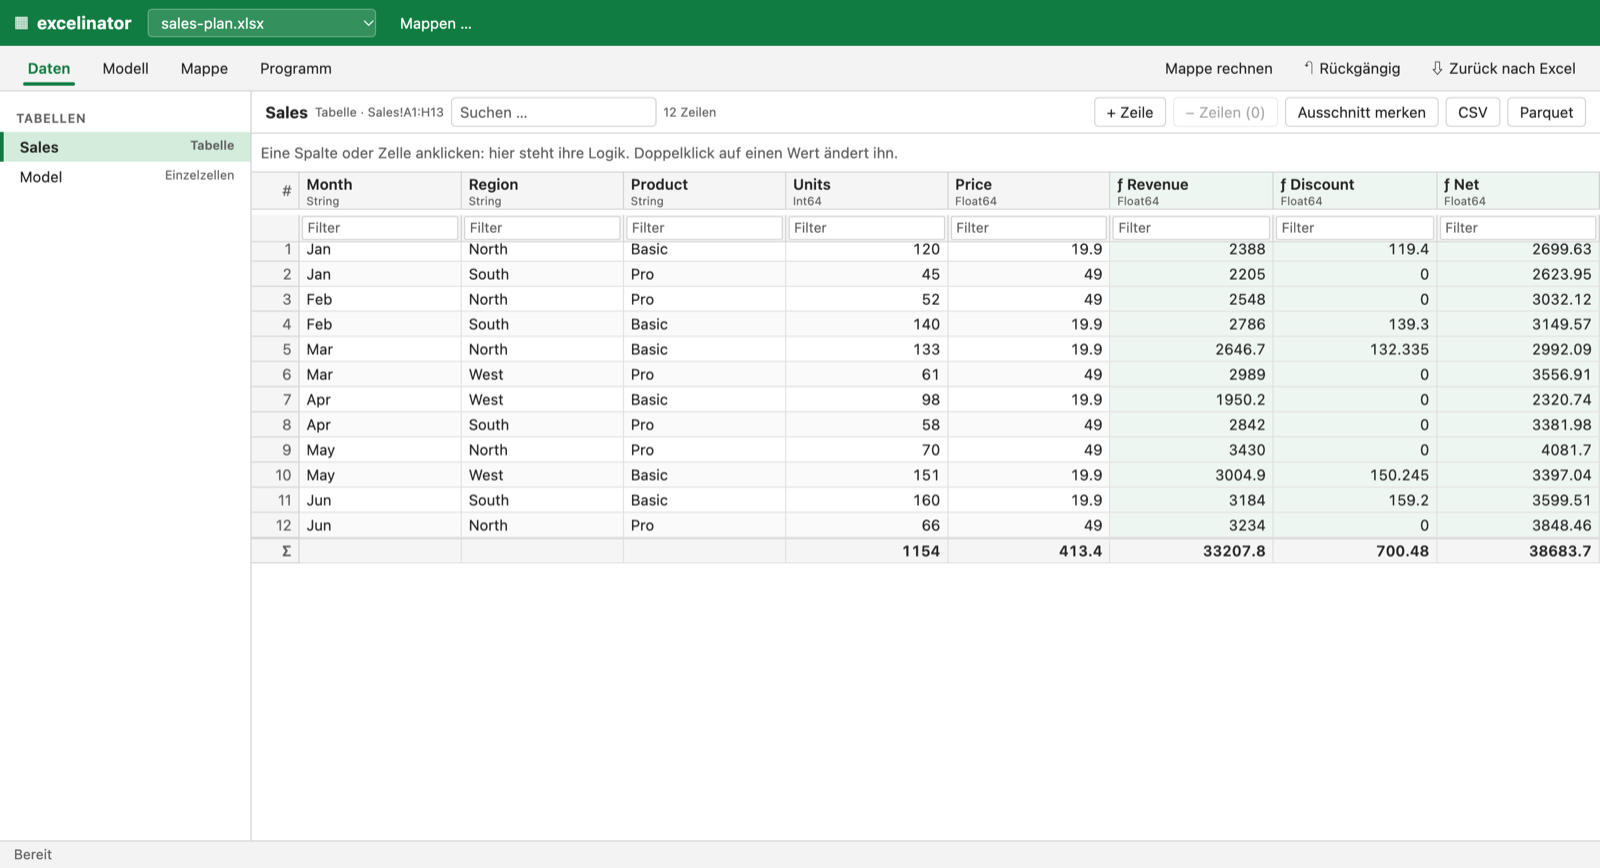 excelinator sales-plan.xlsx Mappen ...
Daten Modell Mappe Programm Mappe rechnen Rückgängig Zurück nach Excel
TABELLEN
Sales Tabelle
Model Einzelzellen
Sales Tabelle · Sales!A1:H13 Suchen ... 12 Zeilen + Zeile − Zeilen (0) Ausschnitt merken CSV Parquet
Eine Spalte oder Zelle anklicken: hier steht ihre Logik. Doppelklick auf einen Wert ändert ihn.
# Month Region Product Units Price ƒ Revenue ƒ Discount ƒ Net
String String String Int64 Float64 Float64 Float64 Float64
Filter Filter Filter Filter Filter Filter Filter Filter
1 Jan North Basic 120 19.9 2388 119.4 2699.63
2 Jan South Pro 45 49 2205 0 2623.95
3 Feb North Pro 52 49 2548 0 3032.12
4 Feb South Basic 140 19.9 2786 139.3 3149.57
5 Mar North Basic 133 19.9 2646.7 132.335 2992.09
6 Mar West Pro 61 49 2989 0 3556.91
7 Apr West Basic 98 19.9 1950.2 0 2320.74
8 Apr South Pro 58 49 2842 0 3381.98
9 May North Pro 70 49 3430 0 4081.7
10 May West Basic 151 19.9 3004.9 150.245 3397.04
11 Jun South Basic 160 19.9 3184 159.2 3599.51
12 Jun North Pro 66 49 3234 0 3848.46
Σ 1154 413.4 33207.8 700.48 38683.7
Bereit